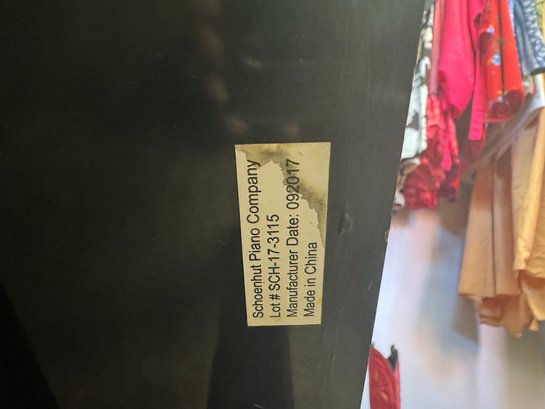 Schoenhut Piano Company
Lot # SCH-17-3115
Manufacturer Date: 092017
Made in China